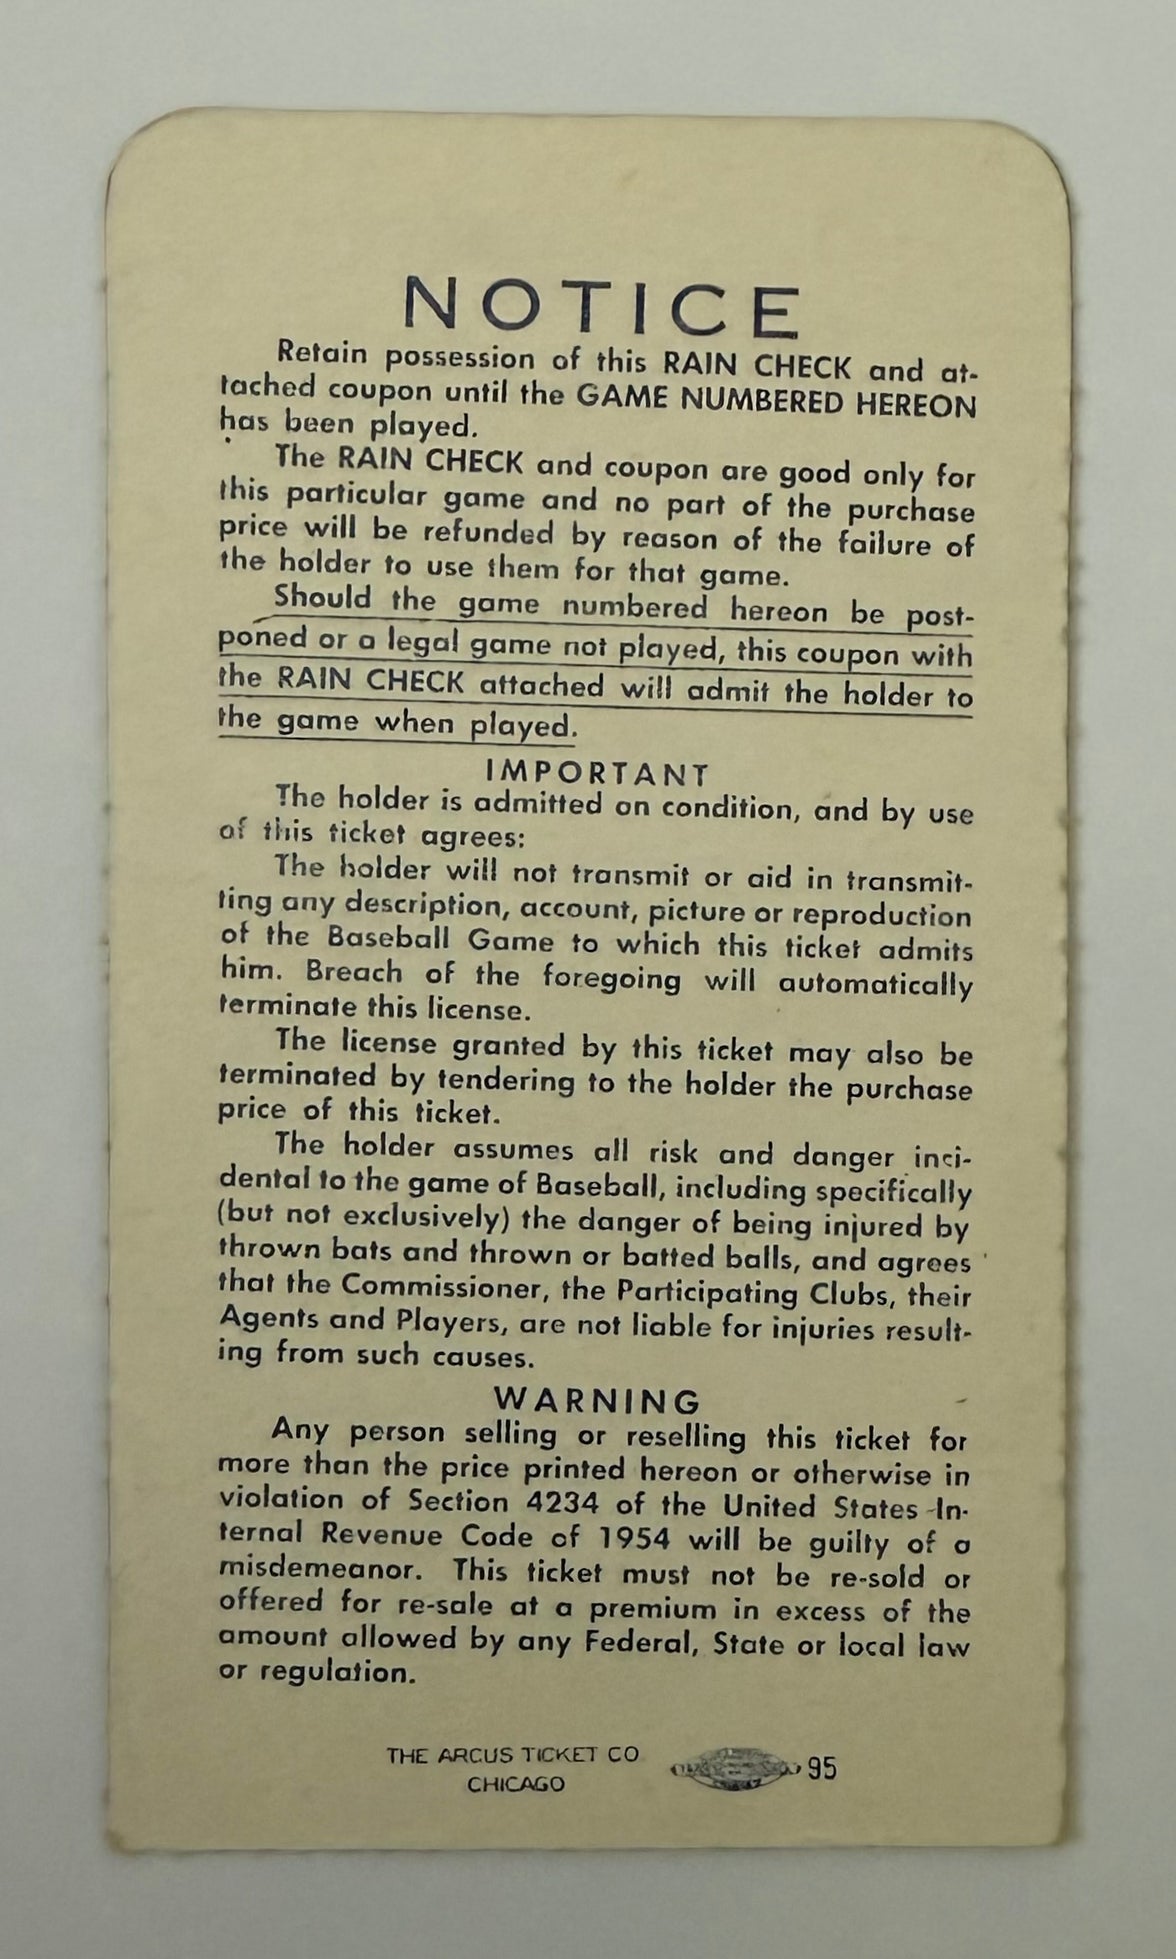 NOTICE
Retain possession of this RAIN CHECK and at-
tached coupon until the GAME NUMBERED HEREON
has been played.
The RAIN CHECK and coupon are good only for
this particular game and no part of the purchase
price will be refunded by reason of the failure of
the holder to use them for that game.
Should the game numbered hereon be post-
poned or a legal game not played, this coupon with
the RAIN CHECK attached will admit the holder to
the game when played.
IMPORTANT
The holder is admitted on condition, and by use
of this ticket agrees:
The holder will not transmit or aid in transmit-
ting any description, account, picture or reproduction
of the Baseball Game to which this ticket admits
him. Breach of the foregoing will automatically
terminate this license.
The license granted by this ticket may also be
terminated by tendering to the holder the purchase
price of this ticket.
The holder assumes all risk and danger inci-
dental to the game of Baseball, including specifically
(but not exclusively) the danger of being injured by
thrown bats and thrown or batted balls, and agrees
that the Commissioner, the Participating Clubs, their
Agents and Players, are not liable for injuries result-
ing from such causes.
WARNING
Any person selling or reselling this ticket for
more than the price printed hereon or otherwise in
violation of Section 4234 of the United States In-
ternal Revenue Code of 1954 will be guilty of a
misdemeanor. This ticket must not be re-sold or
offered for re-sale at a premium in excess of the
amount allowed by any Federal, State or local law
or regulation.
THE ARCUS TICKET CO
CHICAGO
95